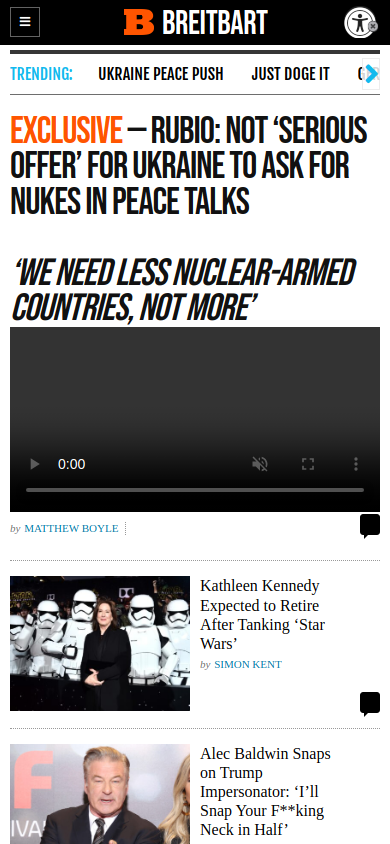 BREITBART
TRENDING:
UKRAINE PEACE PUSH
JUST DOGE IT
EXCLUSIVE — RUBIO: NOT ‘SERIOUS
OFFER’ FOR UKRAINE TO ASK FOR
NUKES IN PEACE TALKS
‘WE NEED LESS NUCLEAR-ARMED
COUNTRIES, NOT MORE’
0:00
by MATTHEW BOYLE
Kathleen Kennedy
Expected to Retire
After Tanking ‘Star
Wars’
by SIMON KENT
Alec Baldwin Snaps
on Trump
Impersonator: ‘I’ll
Snap Your F**king
Neck in Half’